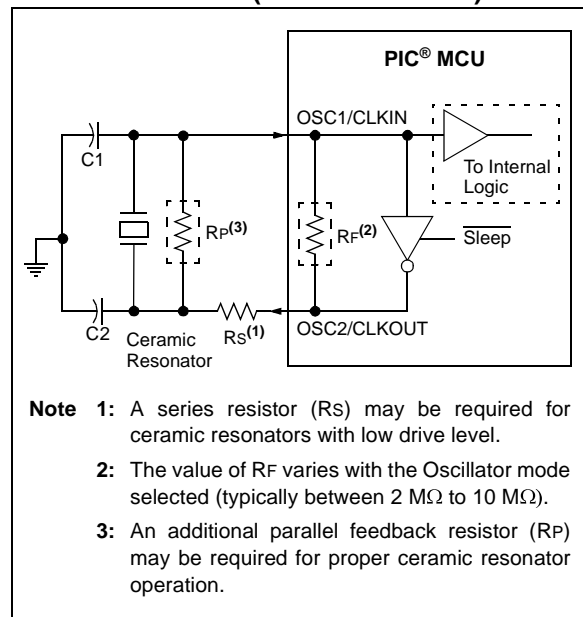 PIC® MCU
OSC1/CLKIN
C1
To Internal
Logic
RP(3)
RF(2)
Sleep
C2
Ceramic
Resonator
RS(1)
OSC2/CLKOUT
Note 1: A series resistor (RS) may be required for
ceramic resonators with low drive level.
2: The value of RF varies with the Oscillator mode
selected (typically between 2 MΩ to 10 MΩ).
3: An additional parallel feedback resistor (RP)
may be required for proper ceramic resonator
operation.